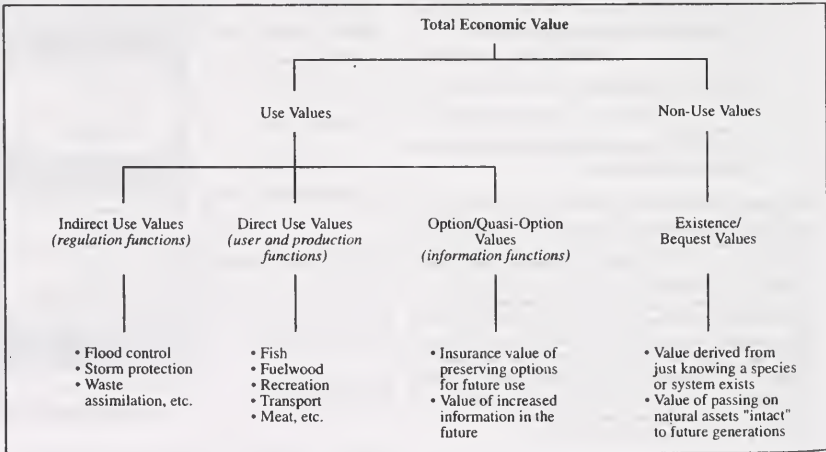 Total Economic Value
Use Values
Non-Use Values
Indirect Use Values
(regulation functions)
Direct Use Values
(user and production
functions)
Option/Quasi-Option
Values
(information functions)
Existence/
Bequest Values
• Flood control
• Storm protection
• Waste
assimilation, etc.
• Fish
• Fuelwood
• Recreation
• Transport
• Meat, etc.
• Insurance value of
preserving options
for future use
• Value of increased
information in the
future
• Value derived from
just knowing a species
or system exists
• Value of passing on
natural assets "intact"
to future generations